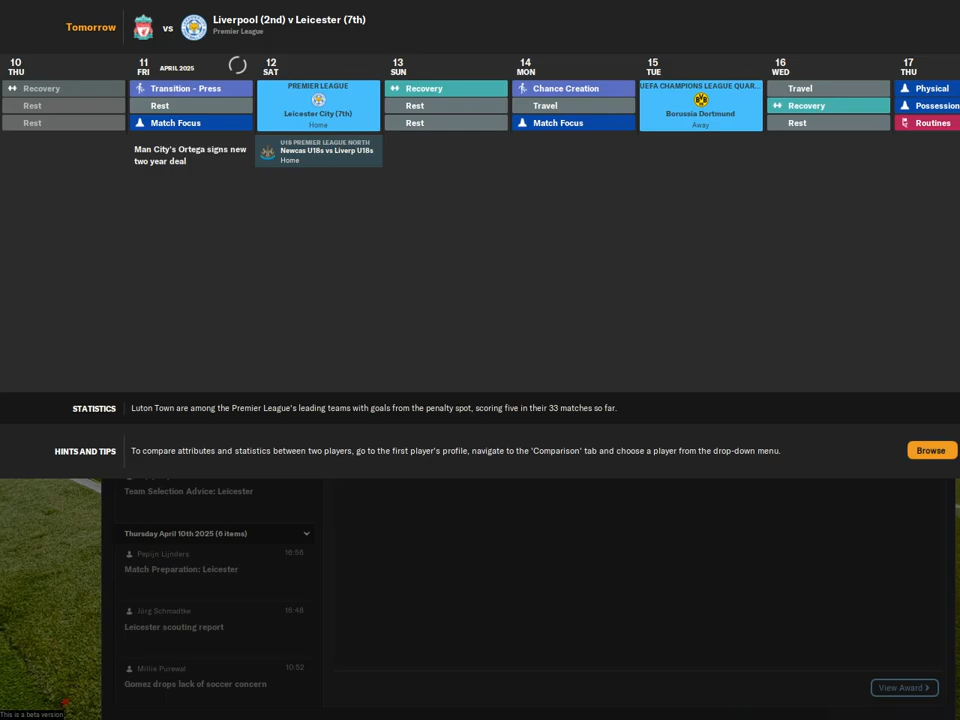 Tomorrow
vs
Liverpool (2nd) v Leicester (7th)
Premier League
10
THU
11
FRI
APRIL 2025
12
SAT
13
SUN
14
MON
15
TUE
16
WED
17
THU
Recovery
Rest
Rest
Transition - Press
Rest
Match Focus
PREMIER LEAGUE
Leicester City (7th)
Home
Recovery
Rest
Rest
Chance Creation
Travel
Match Focus
UEFA CHAMPIONS LEAGUE QUAR...
Borussia Dortmund
Away
Travel
Recovery
Rest
Physical
Possession
Routines
Man City's Ortega signs new
two year deal
U18 PREMIER LEAGUE NORTH
Newcas U18s vs Liverp U18s
Home
STATISTICS
Luton Town are among the Premier League's leading teams with goals from the penalty spot, scoring five in their 33 matches so far.
HINTS AND TIPS
To compare attributes and statistics between two players, go to the first player's profile, navigate to the 'Comparison' tab and choose a player from the drop-down menu.
Browse
Team Selection Advice: Leicester
Thursday April 10th 2025 (6 items)
Pepijn Lijnders
16:56
Match Preparation: Leicester
Jörg Schmadtke
16:48
Leicester scouting report
Millie Purewal
10:52
Gomez drops lack of soccer concern
View Award
This is a beta version